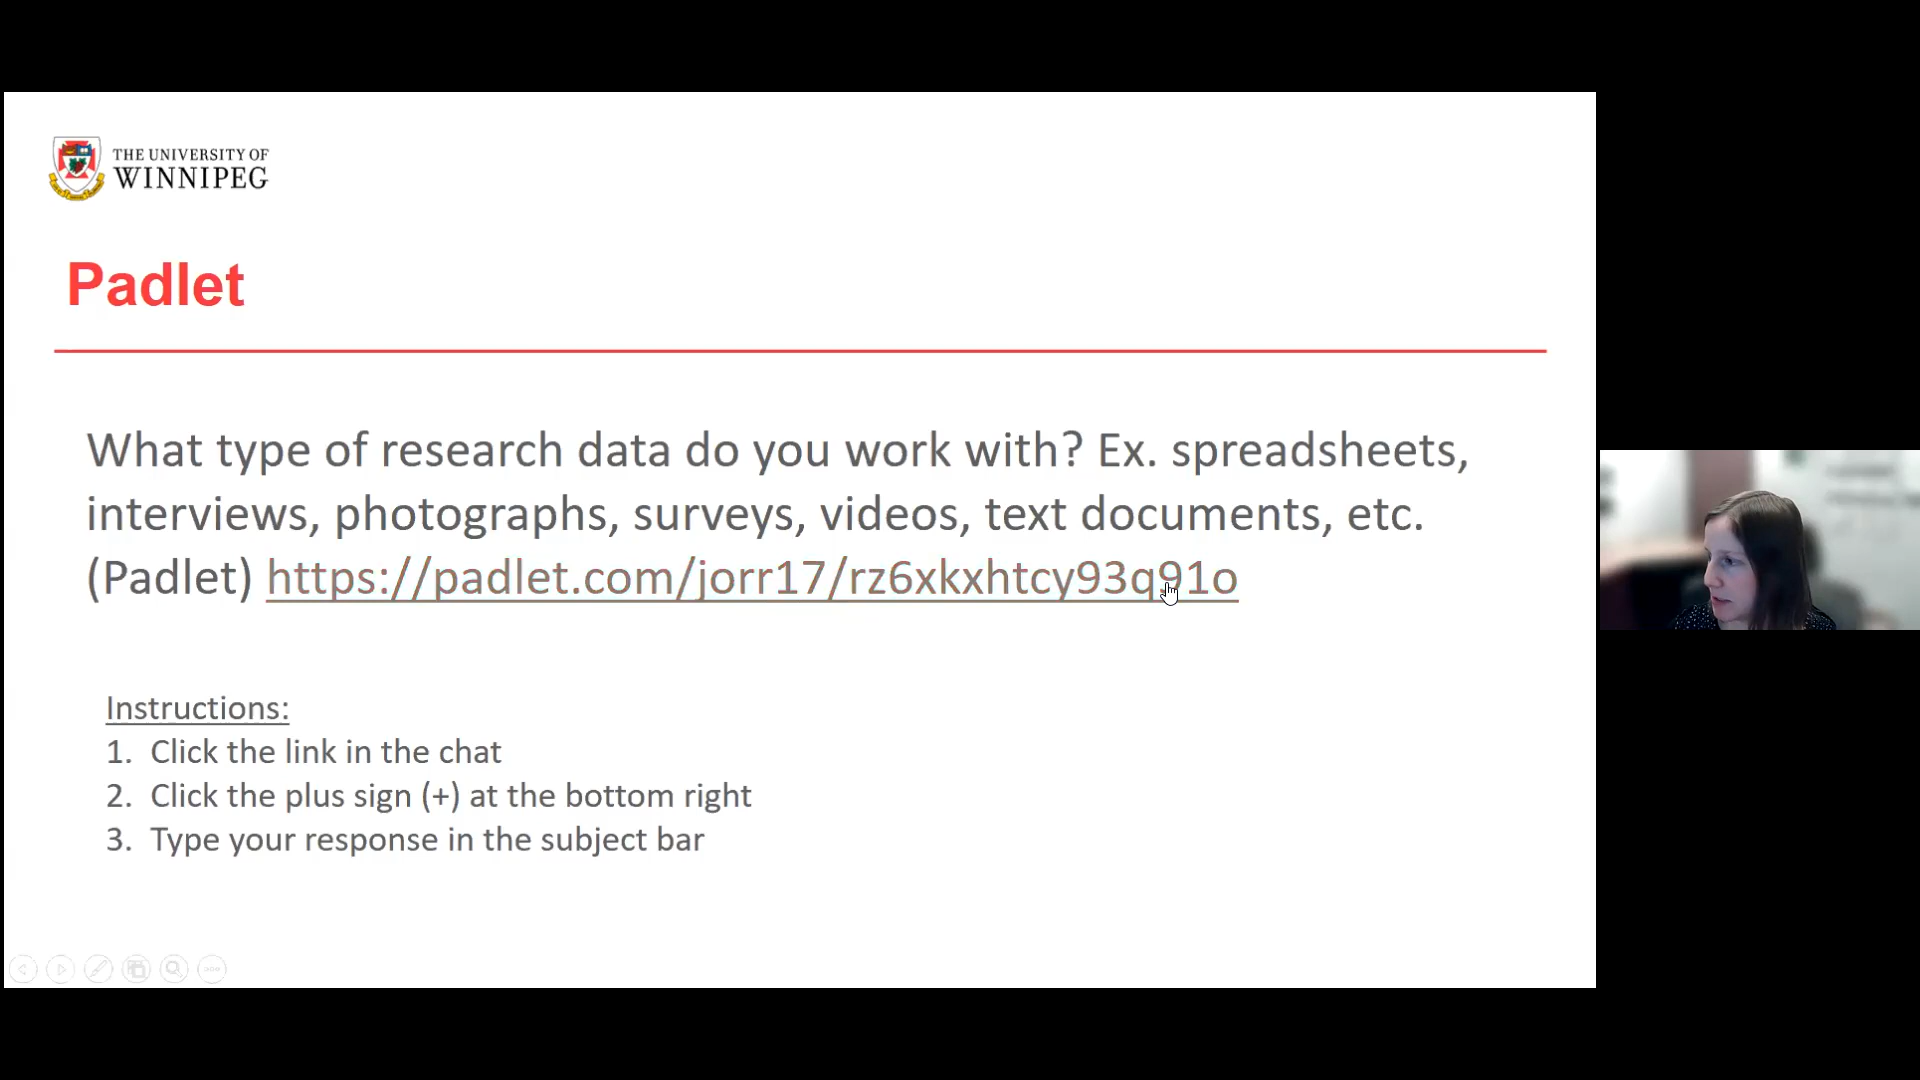 THE UNIVERSITY OF
WINNIPEG
Padlet
What type of research data do you work with? Ex. spreadsheets,
interviews, photographs, surveys, videos, text documents, etc.
(Padlet) https://padlet.com/jorr17/rz6xkxhtcy93q91o
Instructions:
1. Click the link in the chat
2. Click the plus sign (+) at the bottom right
3. Type your response in the subject bar